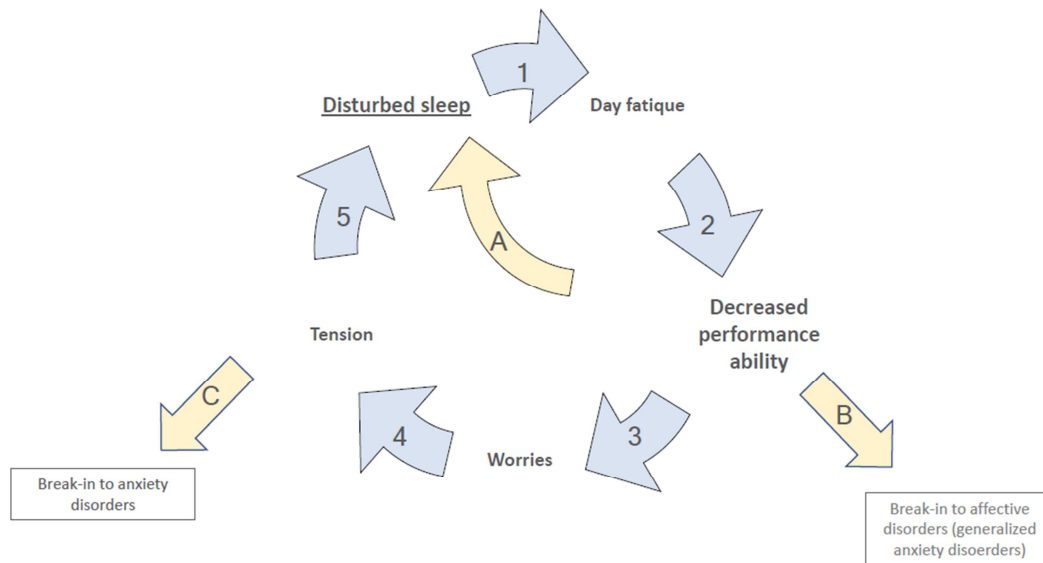 1
Disturbed sleep
Day fatique
5
A
2
Tension
Decreased
performance
ability
C
B
4
3
Worries
Break-in to anxiety
disorders
Break-in to affective
disorders (generalized
anxiety disoerders)